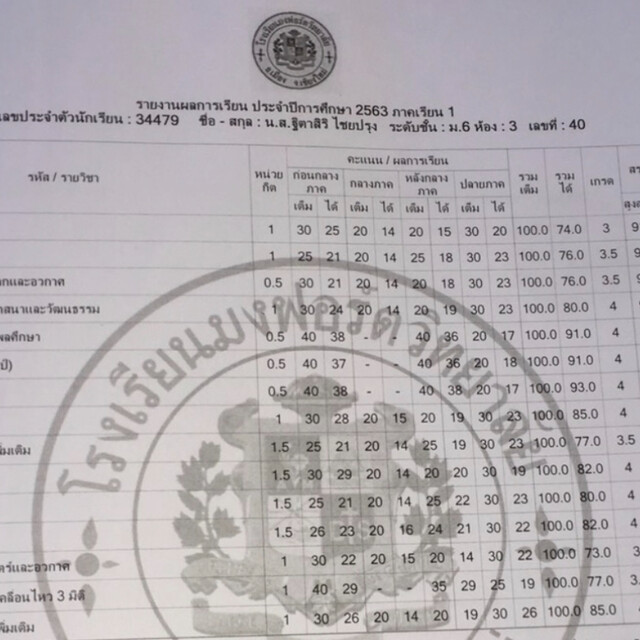 รายงานผลการเรียน ประจำปีการศึกษา 2563 ภาคเรียน 1
เลขประจำตัวนักเรียน : 34479 ชื่อ - สกุล : น.ส.ฐิตาสิริ ไชยปรุง ระดับชั้น : ม.6 ห้อง : 3 เลขที่ : 40
รหัส / รายวิชา หน่วยกิต คะแนน / ผลการเรียน รวมเต็ม รวมได้ เกรด
ก่อนกลางภาค กลางภาค หลังกลางภาค ปลายภาค
เต็ม ได้ เต็ม ได้ เต็ม ได้ เต็ม ได้
1 30 25 20 14 20 15 30 20 100.0 74.0 3
1 25 21 20 14 25 18 30 23 100.0 76.0 3.5
กและอวกาศ 0.5 30 21 20 14 20 18 30 23 100.0 76.0 3.5
าสนาและวัฒนธรรม 1 30 24 20 14 20 19 30 23 100.0 80.0 4
พลศึกษา 0.5 40 38 - - 40 36 20 17 100.0 91.0 4
0.5 40 37 - - 40 36 20 18 100.0 91.0 4
0.5 40 38 - - 40 38 20 17 100.0 93.0 4
1 30 28 20 15 20 19 30 23 100.0 85.0 4
พิ่มเติม 1.5 25 21 20 14 25 19 30 23 100.0 77.0 3.5
1.5 30 29 20 14 20 20 30 19 100.0 82.0 4
1.5 25 21 20 14 25 22 30 23 100.0 80.0 4
1.5 26 23 20 16 24 21 30 22 100.0 82.0 4
ตร์และอวกาศ 1 30 22 20 15 20 14 30 22 100.0 73.0
คลื่อนไหว 3 มิติ 1 40 29 - - 35 29 25 19 100.0 77.0
พิ่มเติม 1 30 26 20 14 20 19 30 26 100.0 85.0 4
โรงเรียนมงฟอร์ตวิทยาลัย